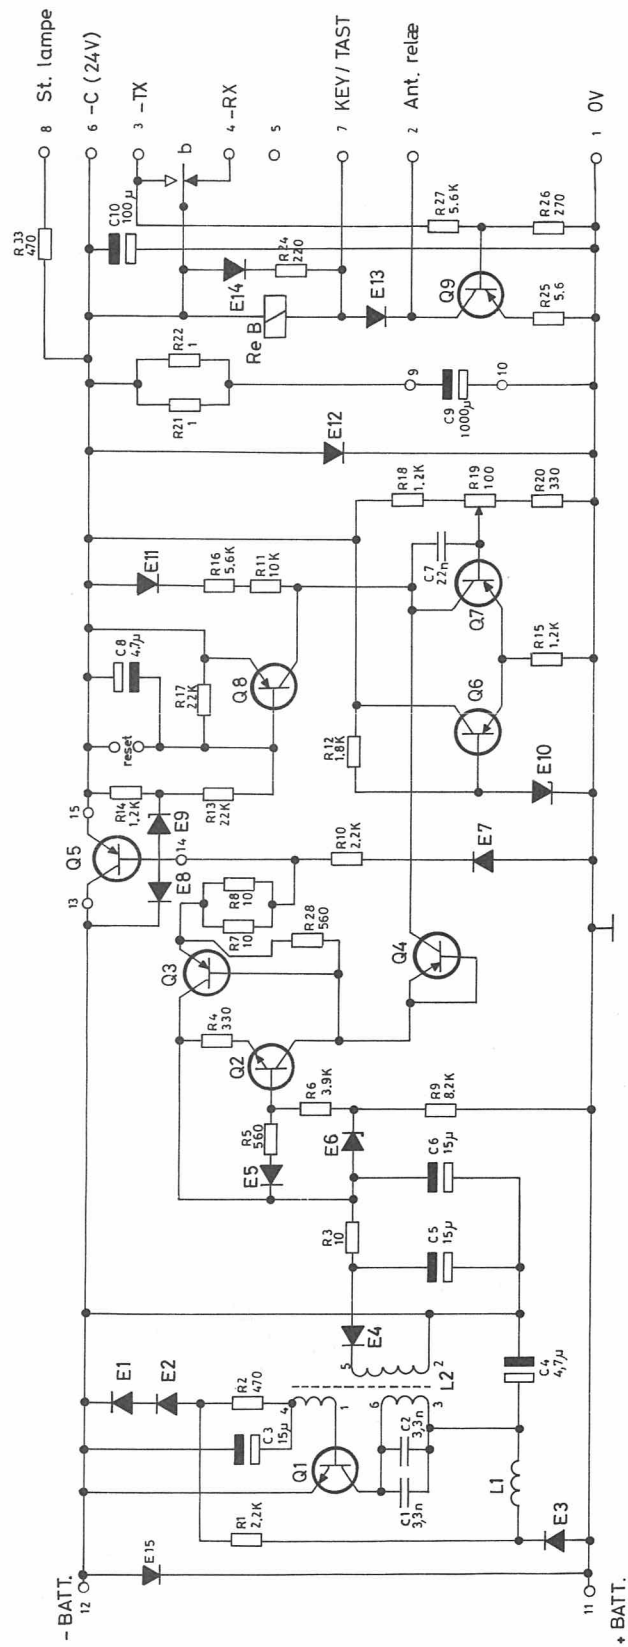 - BATT.
12
E15
R1
2,2K
C3
15µ
E1
E2
R2
470
Q1
4
1
5
6
3
2
L2
C1
3,3n
C2
3,3n
L1
E3
11
+ BATT.
C4
4,7µ
E4
R3
10
C5
15µ
C6
15µ
E5
R5
560
E6
R6
3.9K
R9
8.2K
Q2
R4
330
Q3
R7
10
R8
10
R28
560
Q4
13
Q5
15
14
E8
E9
R14
1.2K
R13
22K
R10
2,2K
E7
reset
C8
4,7µ
R17
2.2K
Q8
E11
R16
5.6K
R11
10K
R12
1.8K
Q6
E10
Q7
R15
1.2K
C7
22n
R18
1.2K
R19
100
R20
330
E12
R21
1
R22
1
9
C9
1000µ
10
Re B
E14
R24
220
E13
Q9
R25
5.6
R27
5.6K
R26
270
C10
100µ
R33
470
b
8 St. lampe
6 -C (24V)
3 -TX
4 -RX
5
7 KEY/TAST
2 Ant. relæ
1 0V